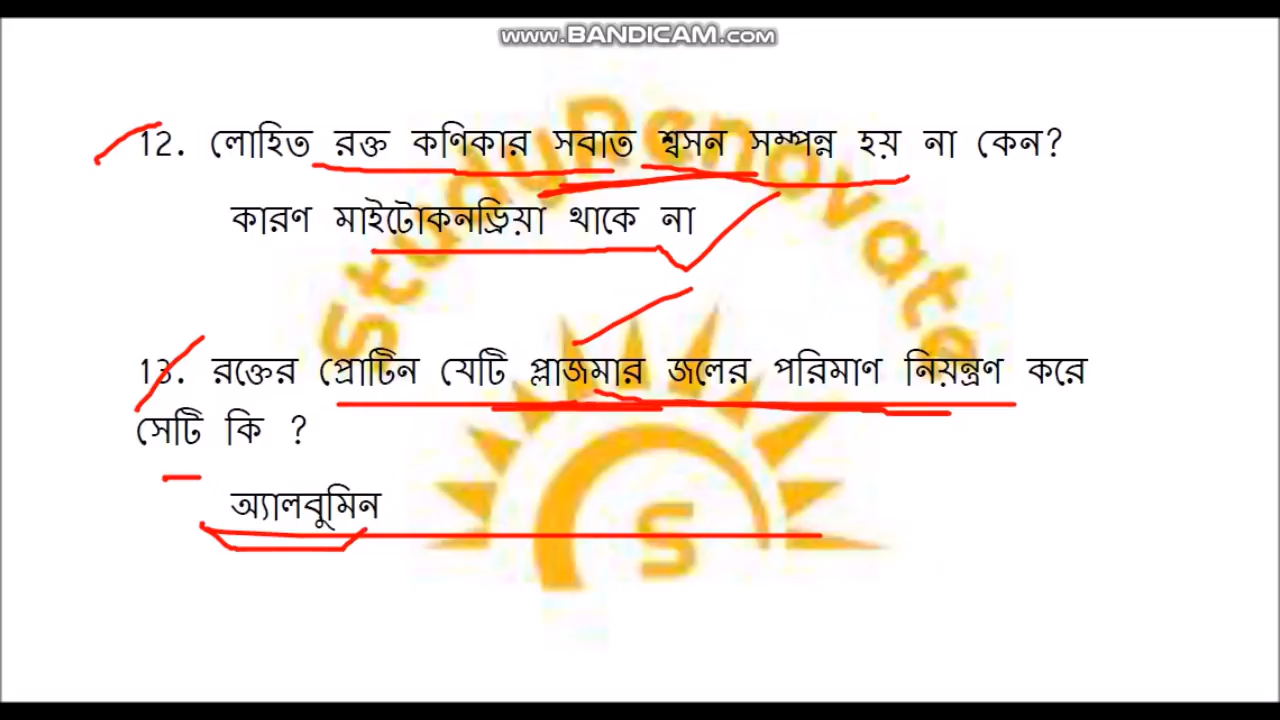 www.BANDICAM.com
StudyRenovate
12. লোহিত রক্ত কণিকার সবাত শ্বসন সম্পন্ন হয় না কেন?
কারণ মাইটোকনড্রিয়া থাকে না
13. রক্তের প্রোটিন যেটি প্লাজমার জলের পরিমাণ নিয়ন্ত্রণ করে
সেটি কি ?
অ্যালবুমিন
S